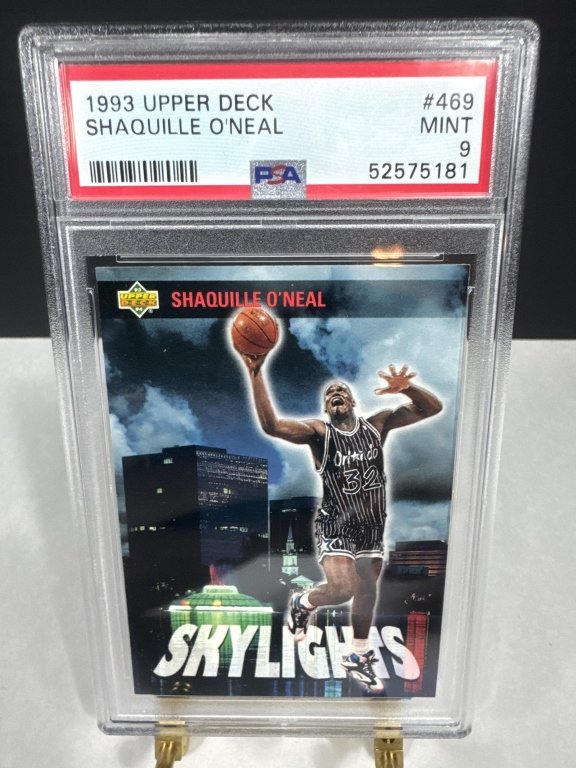 1993 UPPER DECK #469
SHAQUILLE O'NEAL MINT
9
PSA 52575181
UPPER
DECK
SHAQUILLE O'NEAL
Orlando
32
SKYLIGHTS